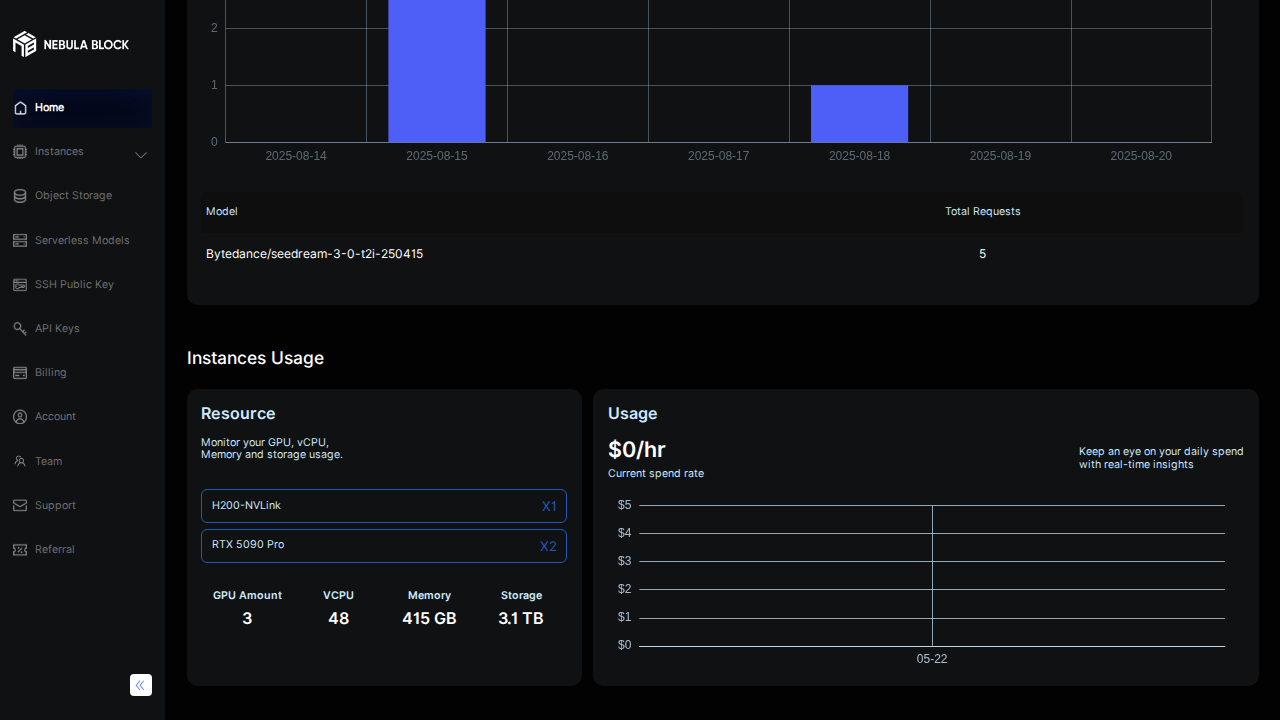 NEBULA BLOCK
Home
Instances
Object Storage
Serverless Models
SSH Public Key
API Keys
Billing
Account
Team
Support
Referral
2
1
0
2025-08-14 2025-08-15 2025-08-16 2025-08-17 2025-08-18 2025-08-19 2025-08-20
Model Total Requests
Bytedance/seedream-3-0-t2i-250415 5
Instances Usage
Resource
Monitor your GPU, vCPU,
Memory and storage usage.
H200-NVLink X1
RTX 5090 Pro X2
GPU Amount VCPU Memory Storage
3 48 415 GB 3.1 TB
Usage
$0/hr
Current spend rate
Keep an eye on your daily spend
with real-time insights
$5
$4
$3
$2
$1
$0
05-22